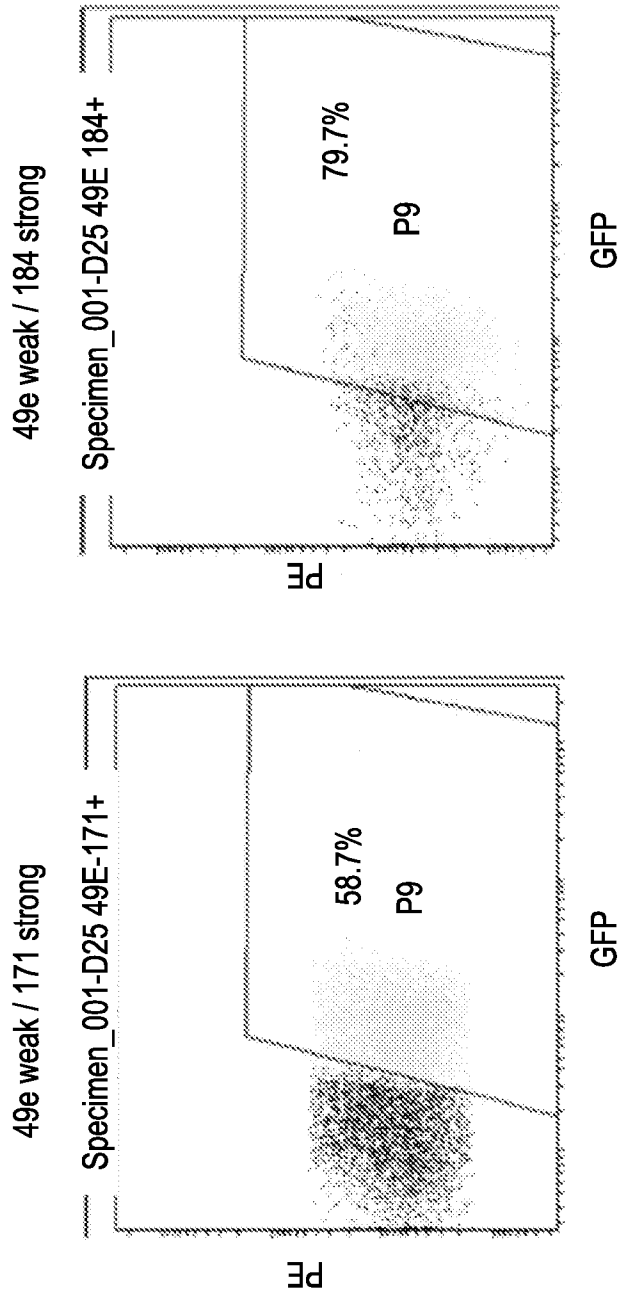 49e weak / 171 strong
Specimen_001-D25 49E-171+
PE
58.7%
P9
GFP
49e weak / 184 strong
Specimen_001-D25 49E 184+
PE
79.7%
P9
GFP